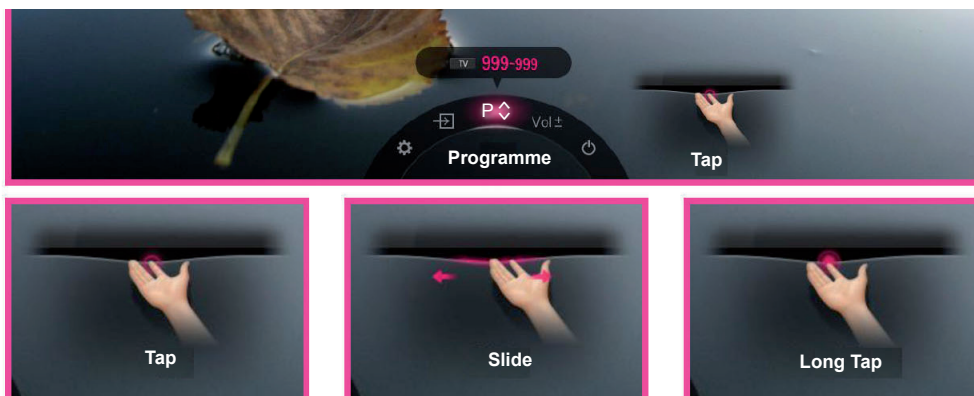 TV 999-999
P
Vol ±
Programme
Tap
Tap
Slide
Long Tap